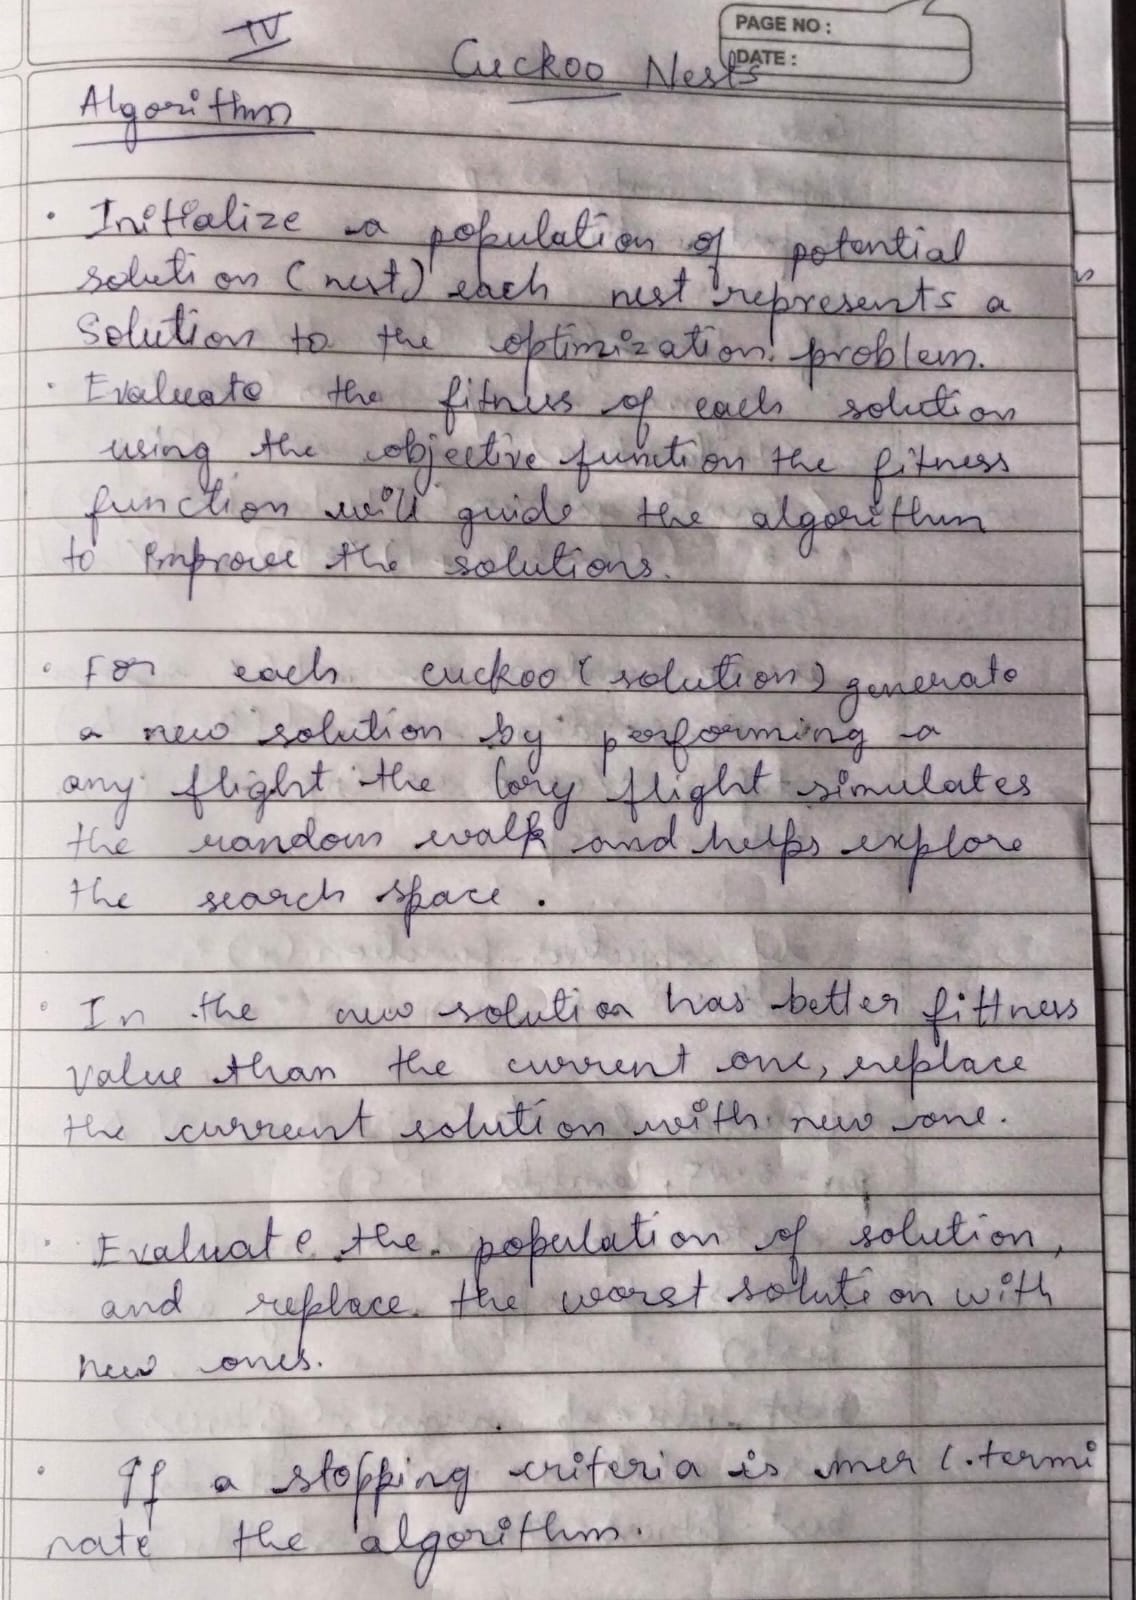 IV
PAGE NO :
DATE :
Cuckoo Nests
Algorithm
• Initialize a population of potential
solution (nest) each nest represents a
Solution to the optimization problem.
• Evaluate the fitness of each solution
using the objective function the fitness
function will guide the algorithm
to improve the solutions.
• For each cuckoo (solution) generate
a new solution by performing a
any flight the lovy flight simulates
the random walk and helps explore
the search space.
• In the new solution has better fittness
value than the current one, replace
the current solution with new one.
• Evaluate the population of solution,
and replace the worst solution with
new ones.
• If a stopping criteria is mer (.termi
nate the algorithm.